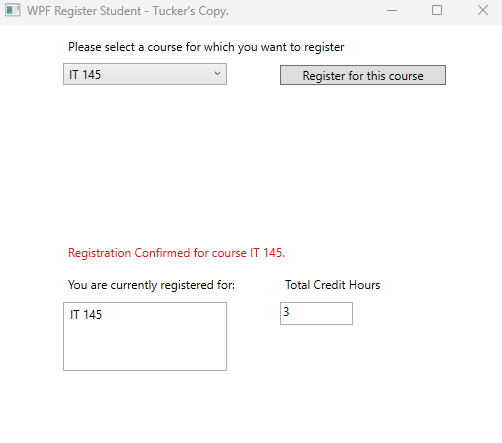 WPF Register Student - Tucker's Copy.
Please select a course for which you want to register
IT 145
Register for this course
Registration Confirmed for course IT 145.
You are currently registered for:
Total Credit Hours
IT 145
3